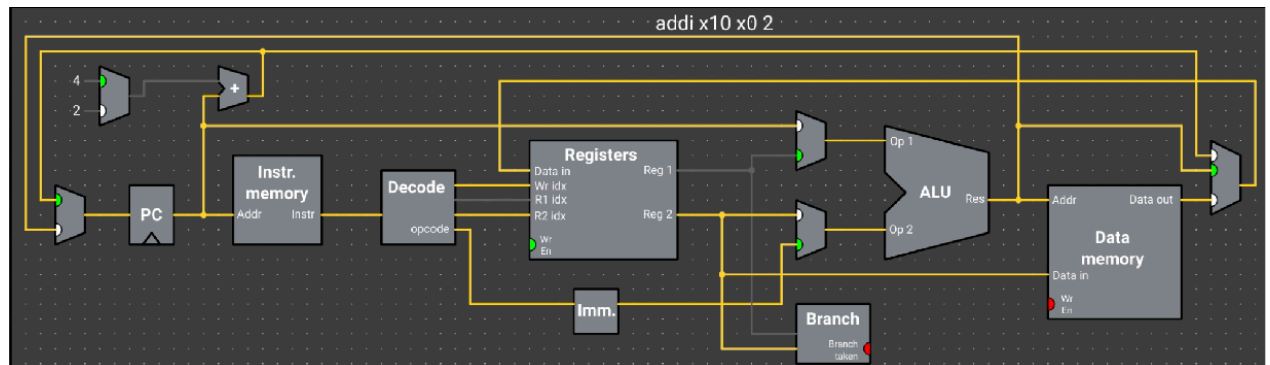 addi x10 x0 2
4
+
2
Instr.
memory
Addr Instr
PC
Decode
opcode
Registers
Data in Reg 1
Wr idx
R1 idx
R2 idx Reg 2
Wr
En
Imm.
Op 1
ALU Res
Op 2
Branch
Branch
taken
Addr Data out
Data
memory
Data in
Wr
En